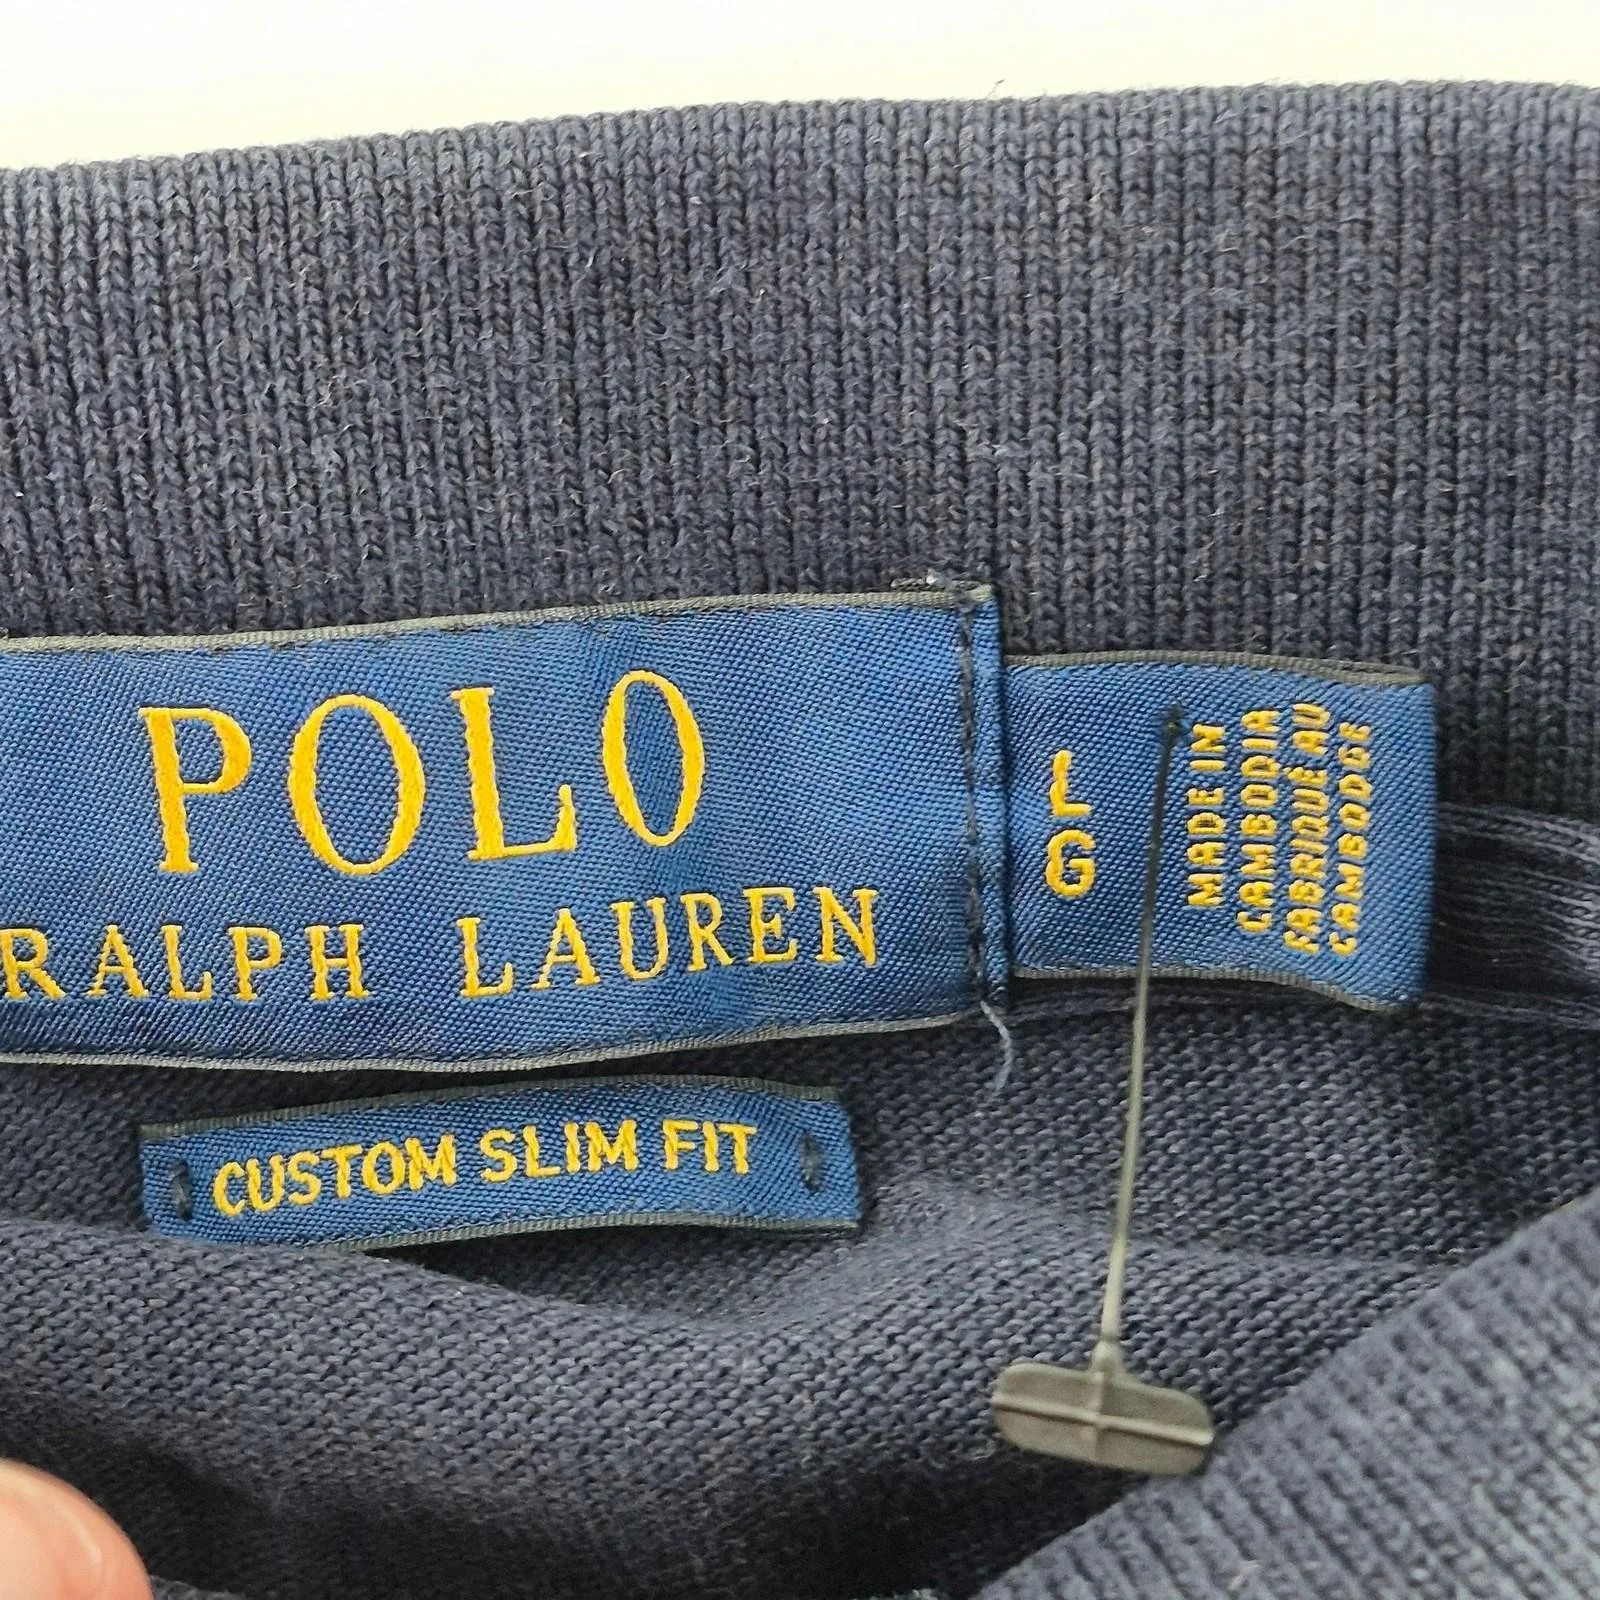 POLO
RALPH LAUREN
L
G
MADE IN
CAMBODIA
FABRIQUÉ AU
CAMBODGE
CUSTOM SLIM FIT